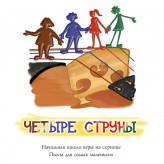 ЧЕТЫРЕ СТРУНЫ
Начальная школа игры на скрипке
Пьесы для самых маленьких